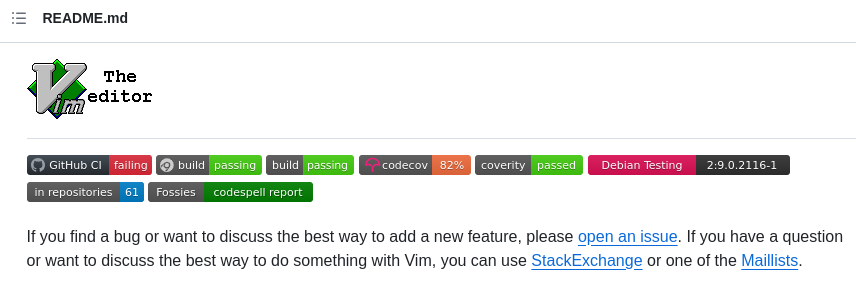 README.md
Vim The editor
GitHub CI failing build passing build passing codecov 82% coverity passed Debian Testing 2:9.0.2116-1
in repositories 61 Fossies codespell report
If you find a bug or want to discuss the best way to add a new feature, please open an issue. If you have a question
or want to discuss the best way to do something with Vim, you can use StackExchange or one of the Maillists.